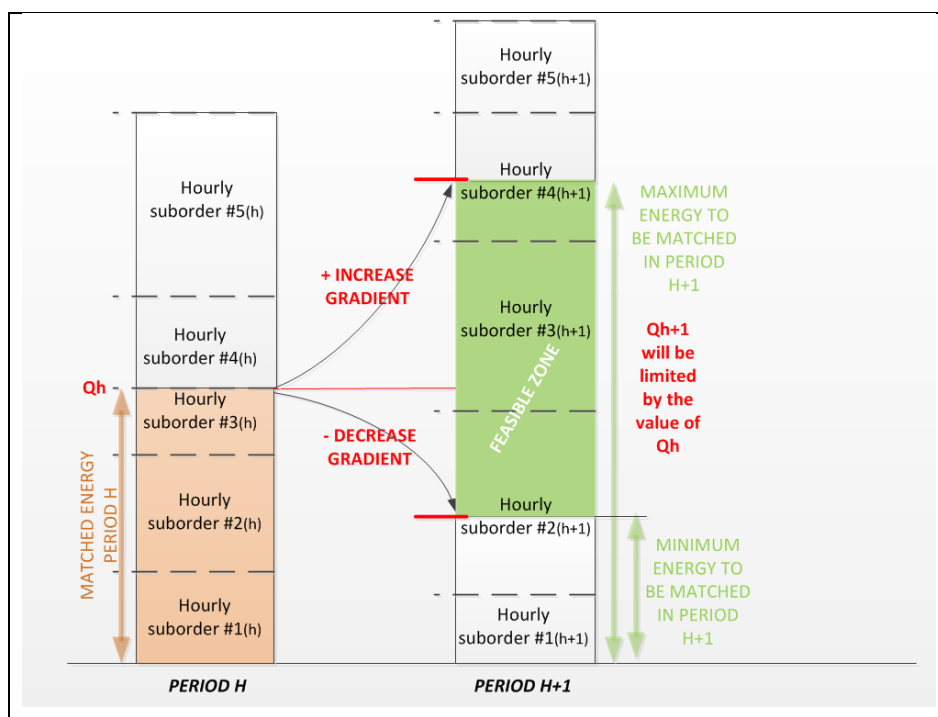 Hourly
suborder #5(h+1)
Hourly
suborder #5(h)
Hourly
suborder #4(h+1)
MAXIMUM
ENERGY TO
BE MATCHED
IN PERIOD
H+1
+ INCREASE
GRADIENT
Hourly
suborder #4(h)
Hourly
suborder #3(h+1)
Qh+1
will be
limited
by the
value of
Qh
Qh
Hourly
suborder #3(h)
FEASIBLE ZONE
- DECREASE
GRADIENT
MATCHED ENERGY
PERIOD H
Hourly
suborder #2(h)
Hourly
suborder #2(h+1)
MINIMUM
ENERGY TO
BE MATCHED
IN PERIOD
H+1
Hourly
suborder #1(h)
Hourly
suborder #1(h+1)
PERIOD H
PERIOD H+1